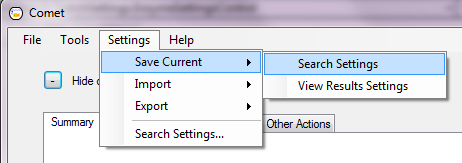 Comet
File Tools Settings Help
Save Current
Search Settings
Import
View Results Settings
Export
Search Settings...
- Hide
Summary
Other Actions